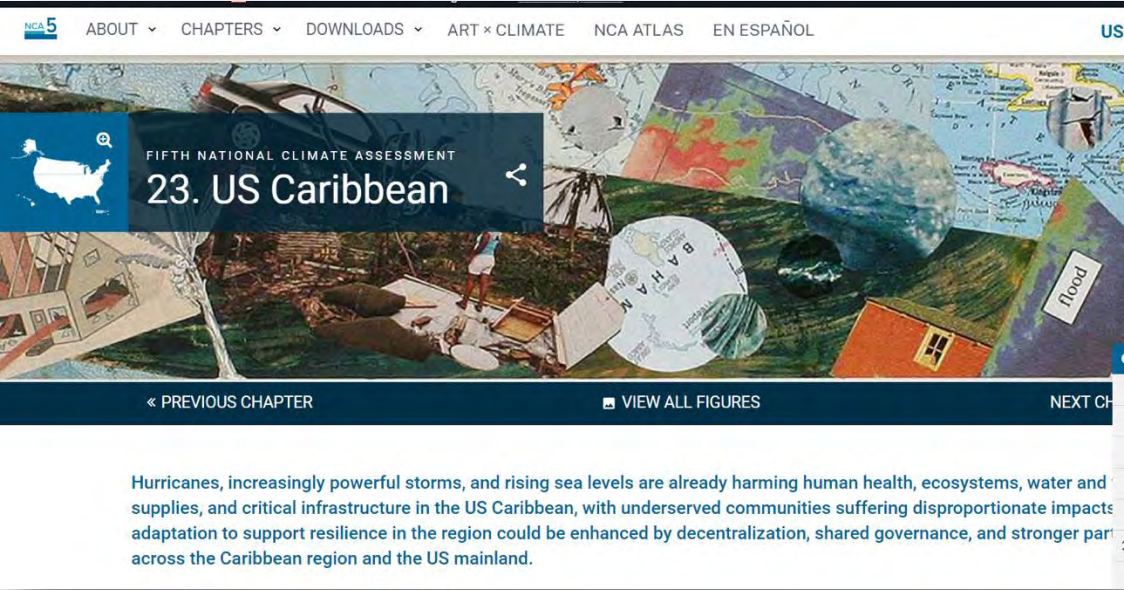 NCA 5
ABOUT
CHAPTERS
DOWNLOADS
ART × CLIMATE
NCA ATLAS
EN ESPAÑOL
US
FIFTH NATIONAL CLIMATE ASSESSMENT
23. US Caribbean
BAHAM
JAMAICA
flood
« PREVIOUS CHAPTER
VIEW ALL FIGURES
NEXT CH
Hurricanes, increasingly powerful storms, and rising sea levels are already harming human health, ecosystems, water and
supplies, and critical infrastructure in the US Caribbean, with underserved communities suffering disproportionate impacts
adaptation to support resilience in the region could be enhanced by decentralization, shared governance, and stronger par
across the Caribbean region and the US mainland.